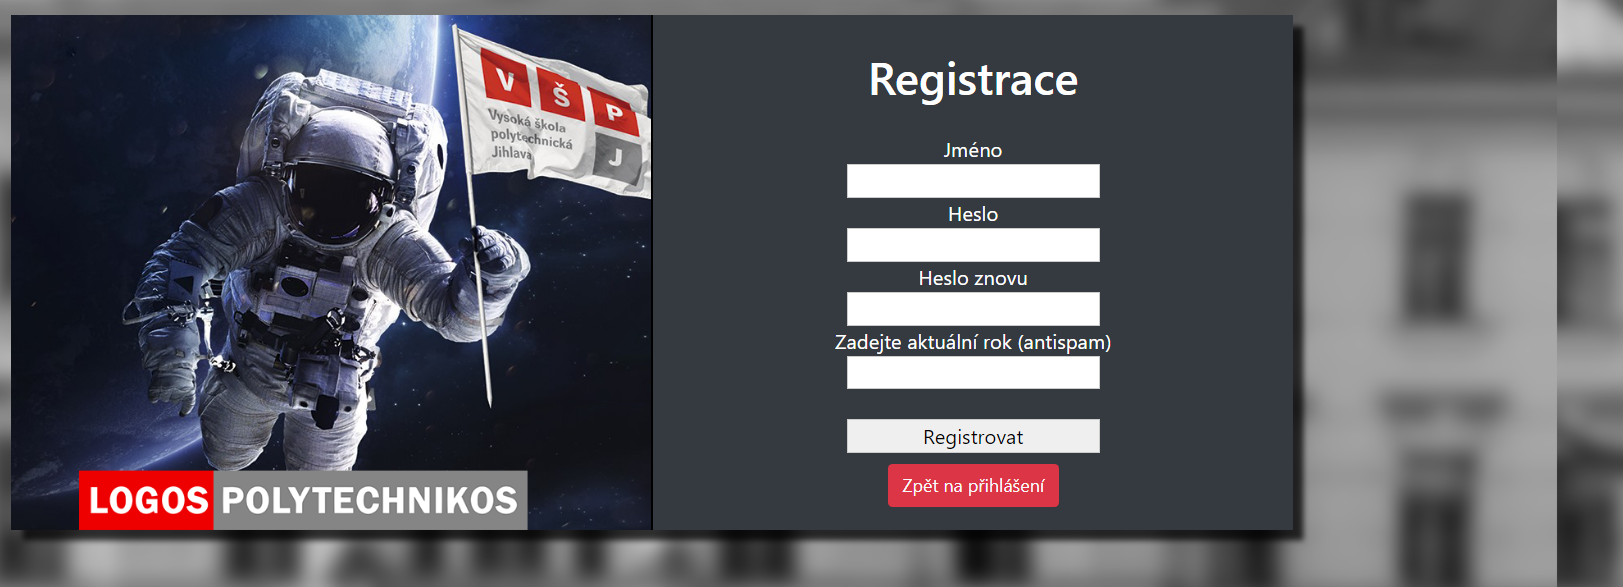 V Š P
Vysoká škola
polytechnická
Jihlava
J
LOGOS POLYTECHNIKOS
Registrace
Jméno
Heslo
Heslo znovu
Zadejte aktuální rok (antispam)
Registrovat
Zpět na přihlášení